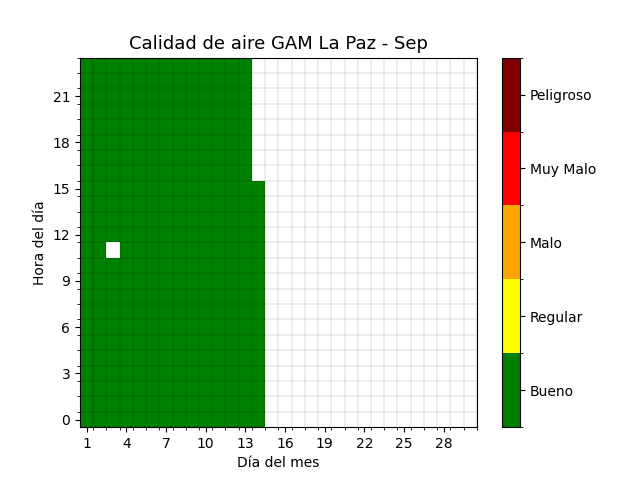 Calidad de aire GAM La Paz - Sep
Hora del día
21
18
15
12
9
6
3
0
1 4 7 10 13 16 19 22 25 28
Día del mes
Peligroso
Muy Malo
Malo
Regular
Bueno